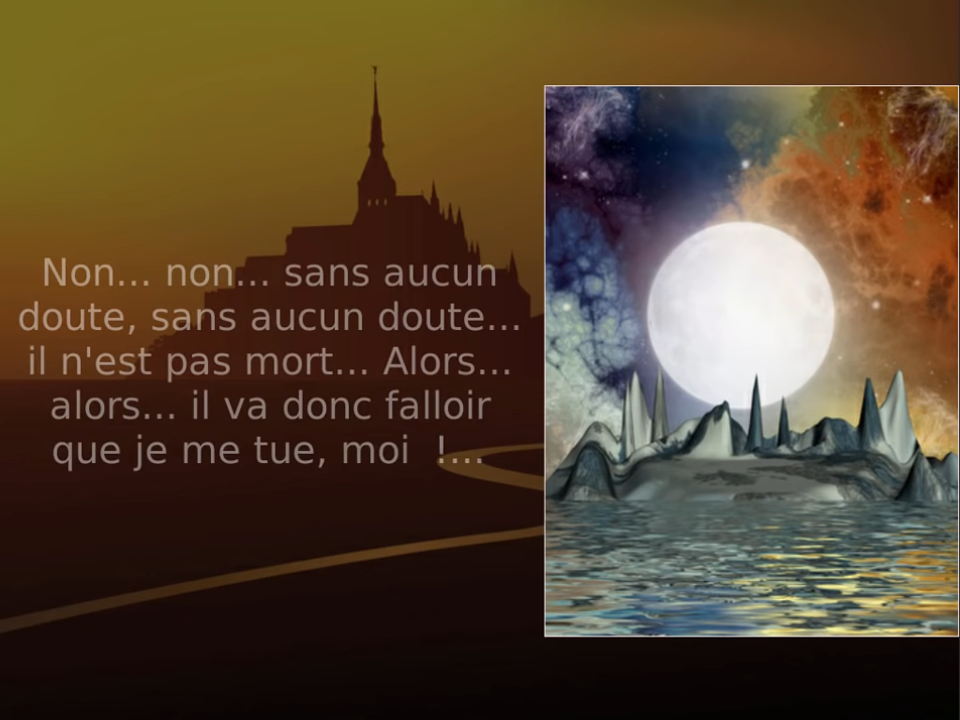 Non... non... sans aucun
doute, sans aucun doute...
il n'est pas mort... Alors...
alors... il va donc falloir
que je me tue, moi  !...